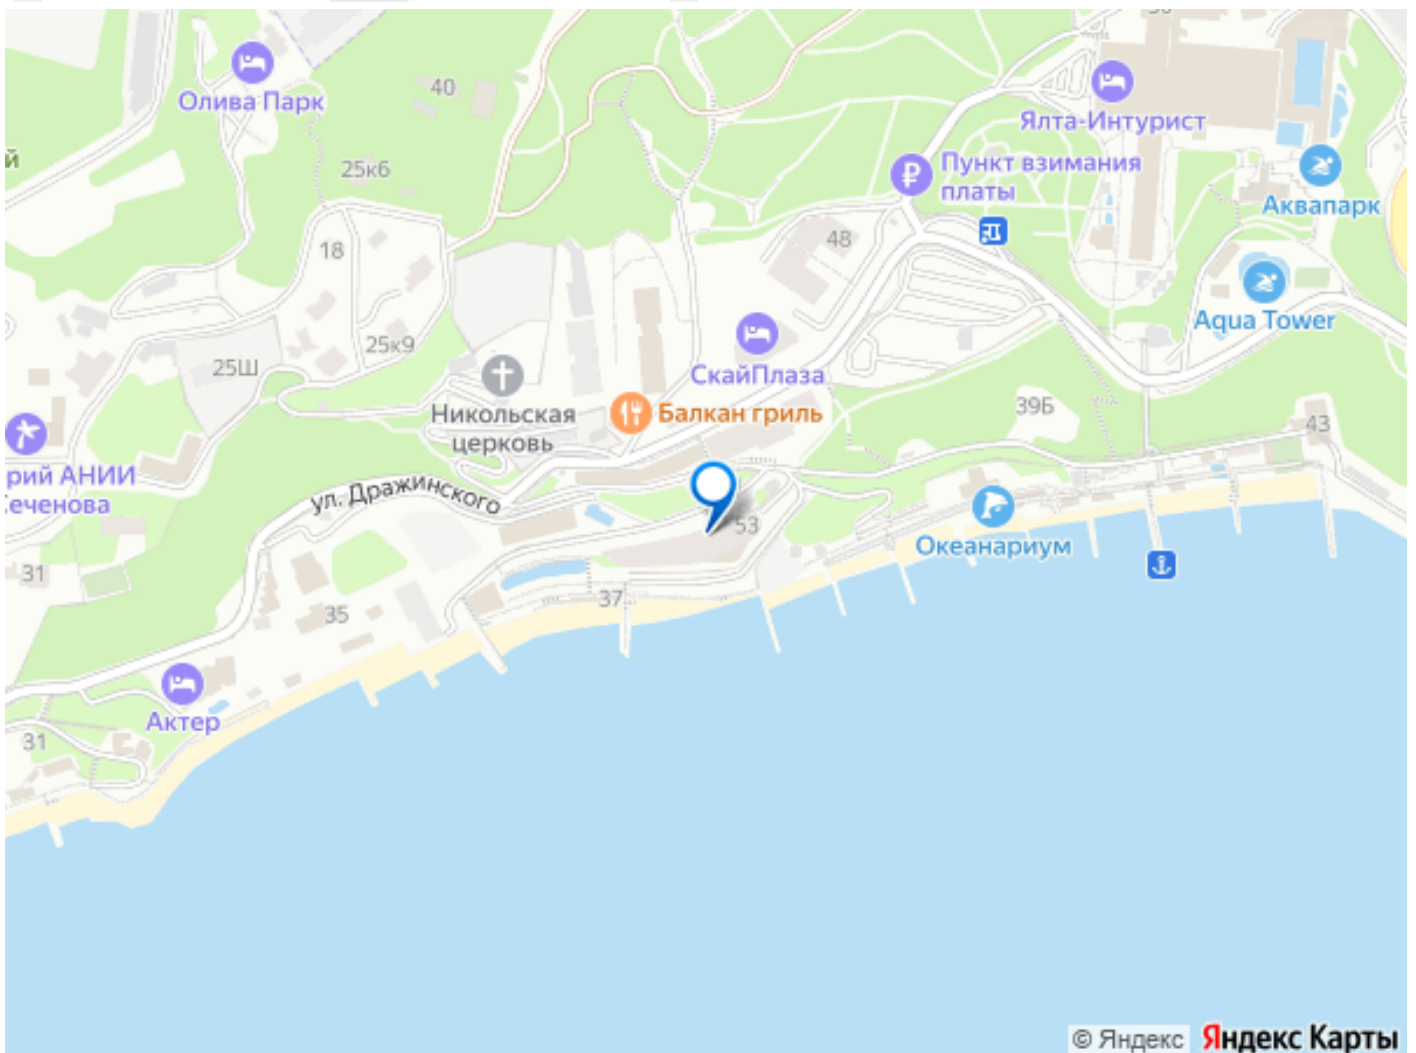 Олива Парк
40
й
25к6
18
25к9
25Ш
Никольская
церковь
Балкан гриль
СкайПлаза
48
Пункт взимания
платы
Ялта-Интурист
Аквапарк
Aqua Tower
39Б
43
рий АНИИ
еченова
ул. Дражинского
53
Океанариум
31
35
37
Актер
31
© Яндекс Яндекс Карты